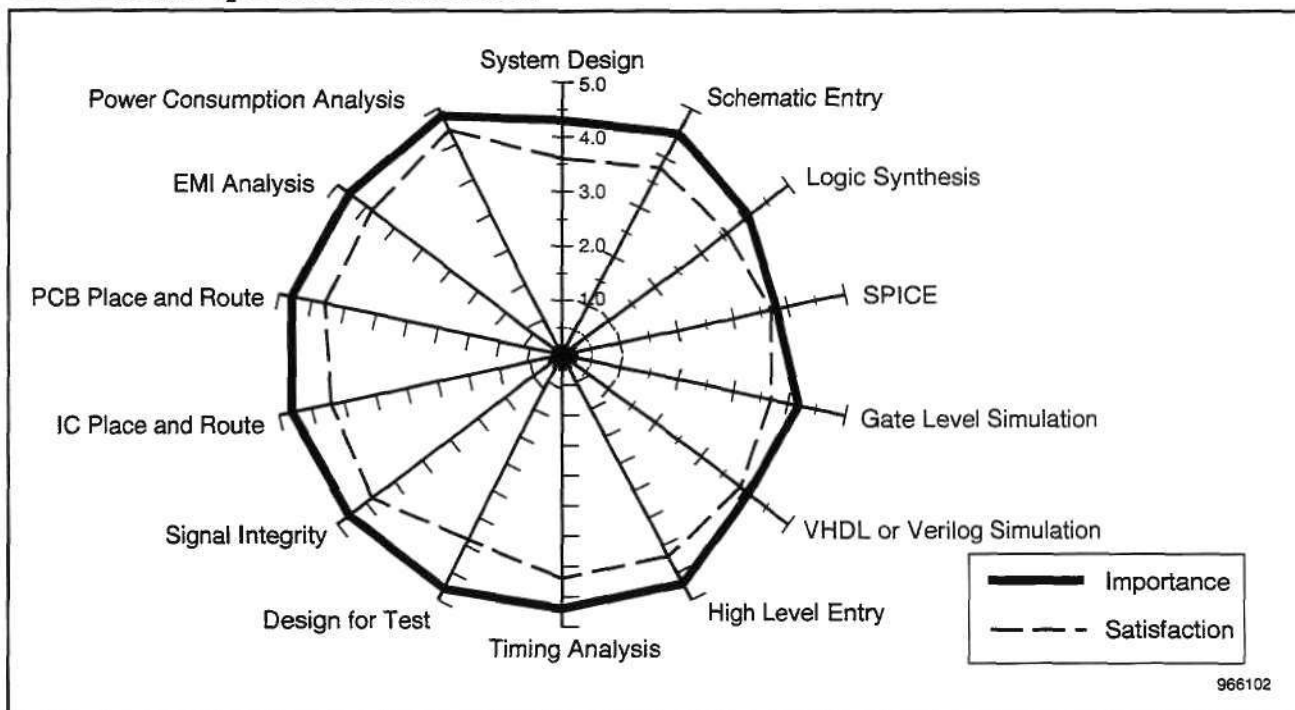 System Design
5.0
Power Consumption Analysis
Schematic Entry
4.0
EMI Analysis
Logic Synthesis
3.0
2.0
PCB Place and Route
SPICE
1.0
IC Place and Route
Gate Level Simulation
Signal Integrity
VHDL or Verilog Simulation
Design for Test
High Level Entry
Timing Analysis
Importance
Satisfaction
966102